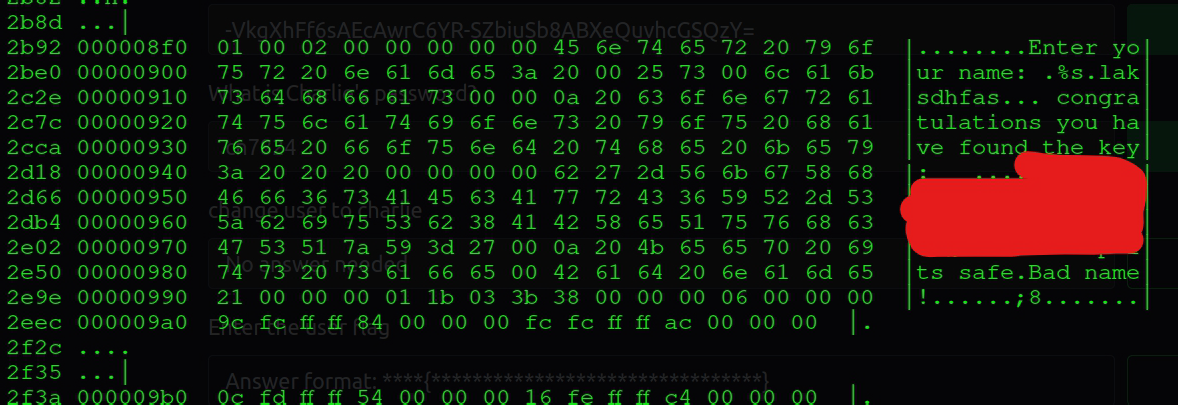 2b8d ...|
-VkgXhFf6sAEcAwrC6YR-SZbiuSb8ABXeQuvhcGSQzY=
2b92 000008f0 01 00 02 00 00 00 00 00 45 6e 74 65 72 20 79 6f |........Enter yo|
2be0 00000900 75 72 20 6e 61 6d 65 3a 20 00 25 73 00 6c 61 6b |ur name: .%s.lak|
What is Charlie's password?
2c2e 00000910 73 64 68 66 61 73 00 00 0a 20 63 6f 6e 67 72 61 |sdhfas... congra|
2c7c 00000920 74 75 6c 61 74 69 6f 6e 73 20 79 6f 75 20 68 61 |tulations you ha|
2cca 00000930 76 65 20 66 6f 75 6e 64 20 74 68 65 20 6b 65 79 |ve found the key|
2d18 00000940 3a 20 20 20 00 00 00 00 62 27 2d 56 6b 67 58 68
2d66 00000950 46 66 36 73 41 45 63 41 77 72 43 36 59 52 2d 53
change user to charlie
2db4 00000960 5a 62 69 75 53 62 38 41 42 58 65 51 75 76 68 63
2e02 00000970 47 53 51 7a 59 3d 27 00 0a 20 4b 65 65 70 20 69
No answer needed
2e50 00000980 74 73 20 73 61 66 65 00 42 61 64 20 6e 61 6d 65 |ts safe.Bad name|
2e9e 00000990 21 00 00 00 01 1b 03 3b 38 00 00 00 06 00 00 00 |!......;8.......|
2eec 000009a0 9c fc ff ff 84 00 00 00 fc fc ff ff ac 00 00 00 |.
Enter the user flag
2f2c ....
2f35 ...|
Answer format:
2f3a 000009b0 0c fd ff ff 54 00 00 00 16 fe ff ff c4 00 00 00 |.